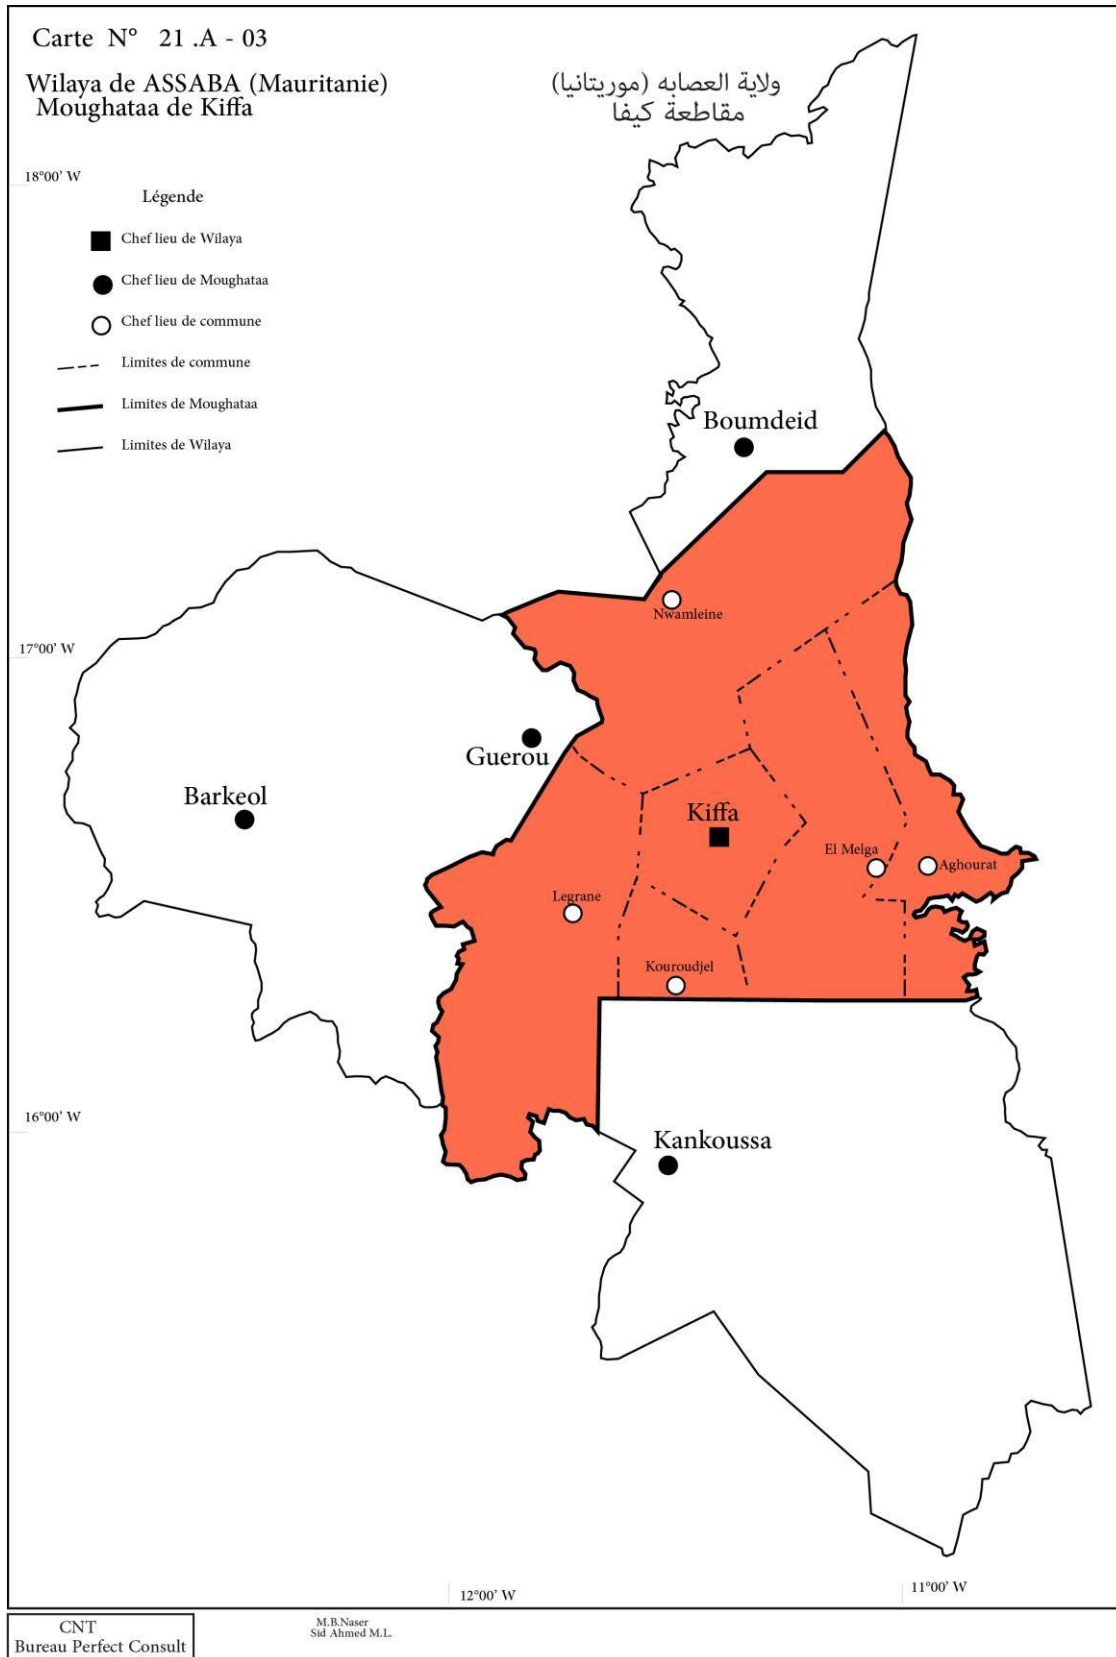 Carte N° 21 .A - 03
Wilaya de ASSABA (Mauritanie)
Moughataa de Kiffa
ولاية العصابه (موريتانيا)
مقاطعة كيفا
18°00' W
Légende
Chef lieu de Wilaya
Chef lieu de Moughataa
Chef lieu de commune
Limites de commune
Limites de Moughataa
Limites de Wilaya
Boumdeid
Nwamleine
17°00' W
Guerou
Barkeol
Kiffa
El Melga
Aghourat
Legrane
Kouroudjel
16°00' W
Kankoussa
12°00' W
11°00' W
CNT
Bureau Perfect Consult
M.B.Naser
Sid Ahmed M.L.